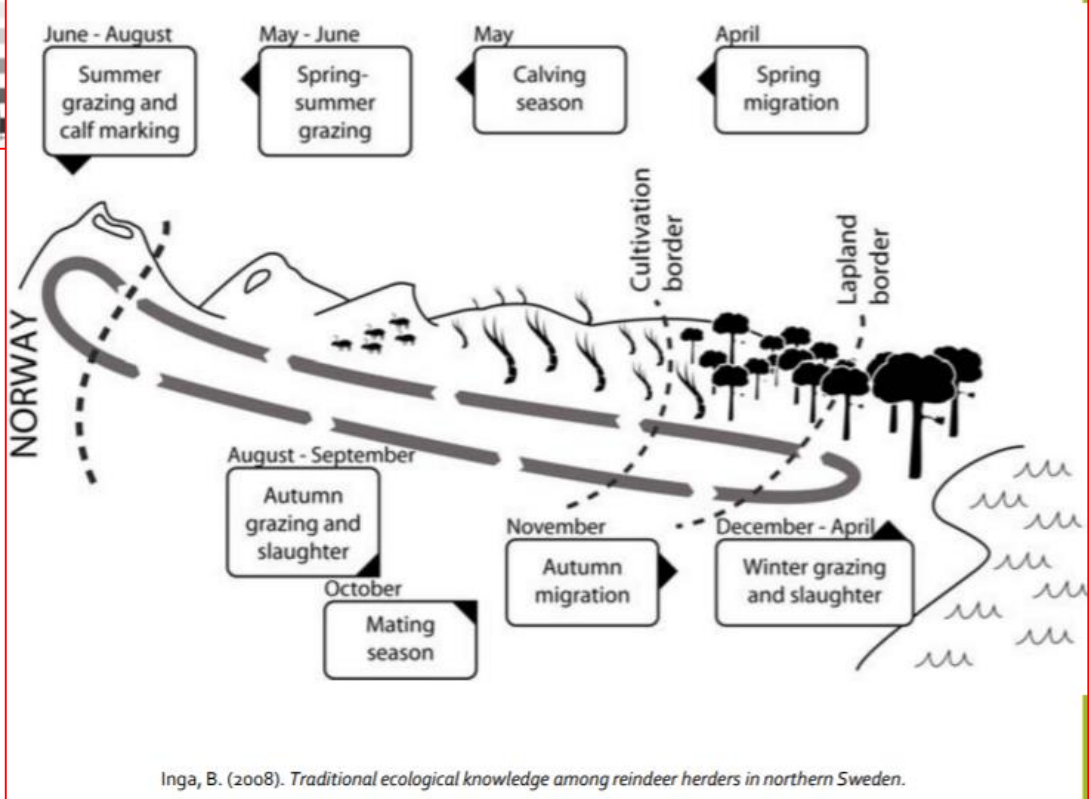 June - August
Summer
grazing and
calf marking
May - June
Spring-
summer
grazing
May
Calving
season
April
Spring
migration
Cultivation
border
Lapland
border
NORWAY
August - September
Autumn
grazing and
slaughter
October
Mating
season
November
Autumn
migration
December - April
Winter grazing
and slaughter
Inga, B. (2008). Traditional ecological knowledge among reindeer herders in northern Sweden.